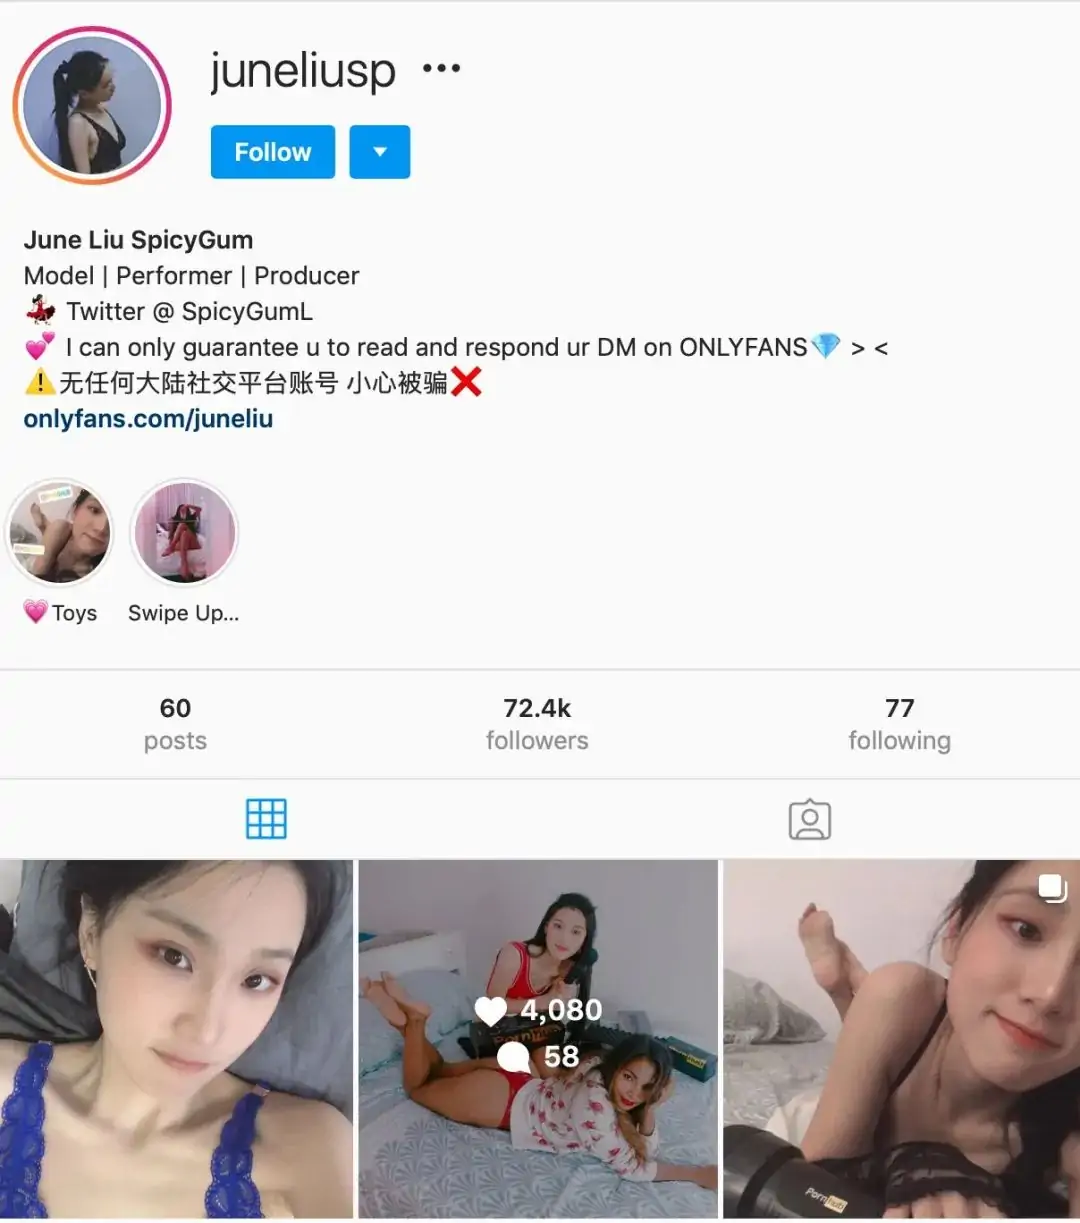 juneliusp
Follow
June Liu SpicyGum
Model | Performer | Producer
💃 Twitter @ SpicyGumL
💕 I can only guarantee u to read and respond ur DM on ONLYFANS💎 > <
⚠️无任何大陆社交平台账号 小心被骗❌
onlyfans.com/juneliu
💗Toys
Swipe Up...
60
posts
72.4k
followers
77
following
4,080
58
Pornhub